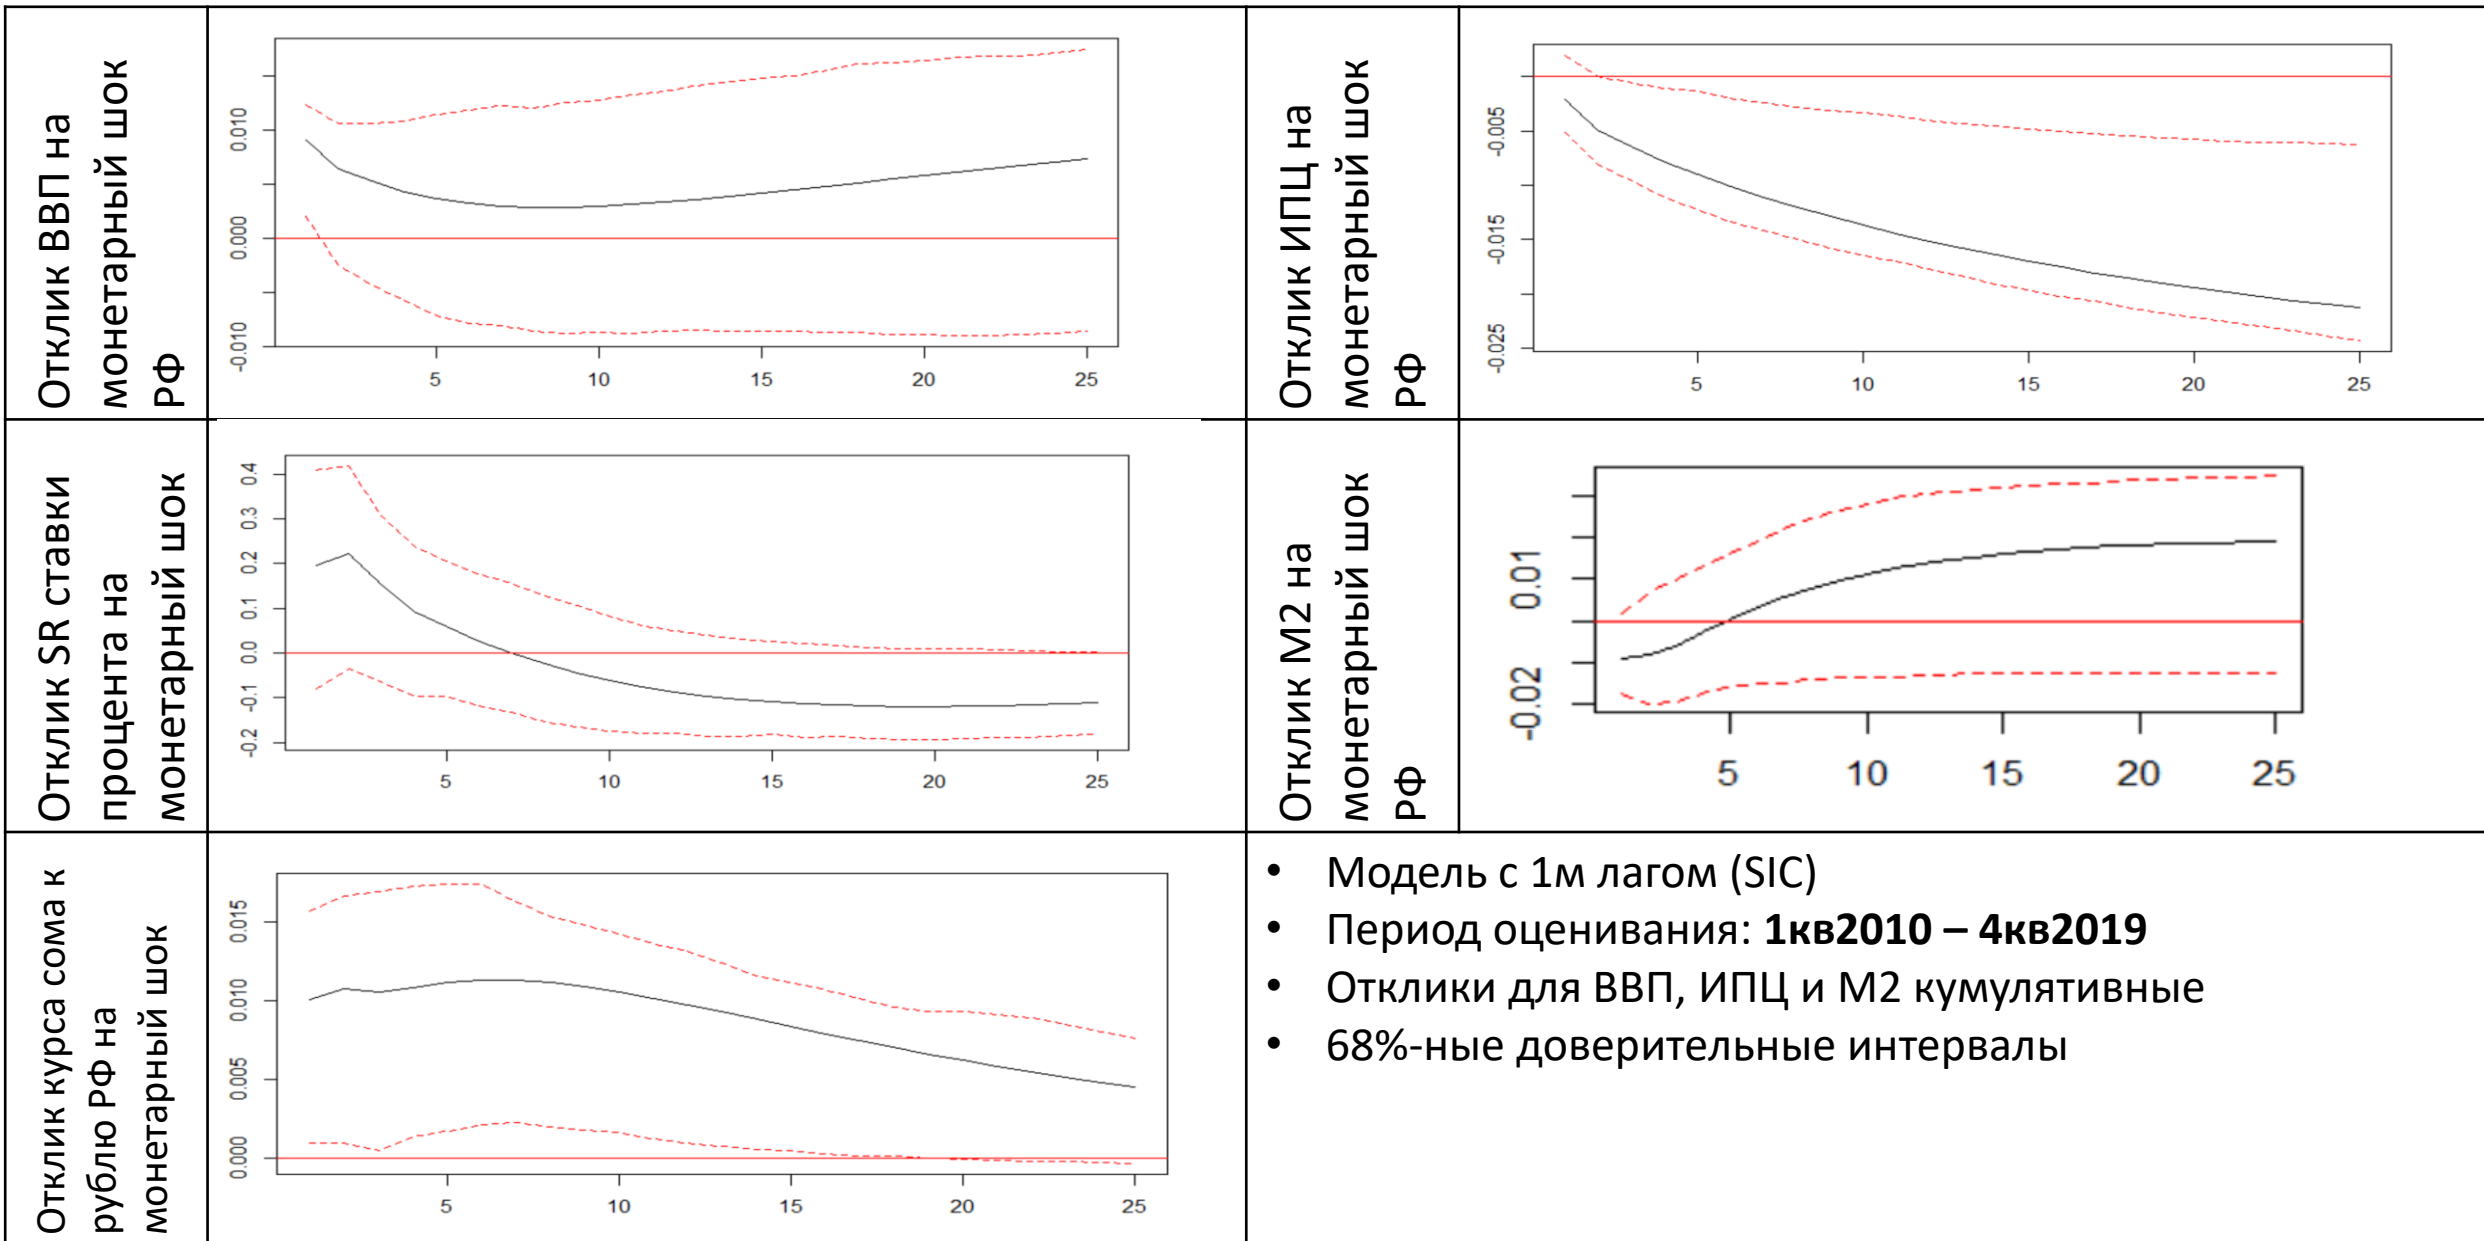 Отклик ВВП на
монетарный шок
РФ
0.010
0.000
-0.010
5 10 15 20 25
Отклик ИПЦ на
монетарный шок
РФ
-0.005
-0.015
-0.025
5 10 15 20 25
Отклик SR ставки
процента на
монетарный шок
0.4
0.3
0.2
0.1
0.0
-0.1
-0.2
5 10 15 20 25
Отклик М2 на
монетарный шок
РФ
0.01
-0.02
5 10 15 20 25
Отклик курса сома к
рублю РФ на
монетарный шок
0.015
0.010
0.005
0.000
5 10 15 20 25
• Модель с 1м лагом (SIC)
• Период оценивания: 1кв2010 – 4кв2019
• Отклики для ВВП, ИПЦ и М2 кумулятивные
• 68%-ные доверительные интервалы